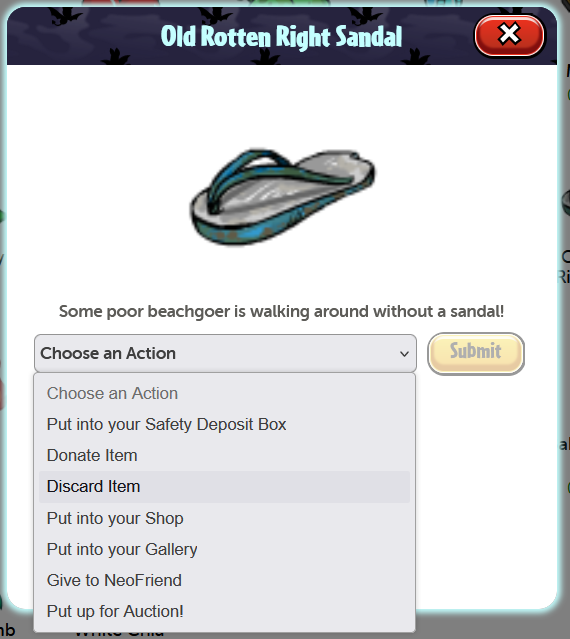 Old Rotten Right Sandal
Some poor beachgoer is walking around without a sandal!
Choose an Action
Submit
Choose an Action
Put into your Safety Deposit Box
Donate Item
Discard Item
Put into your Shop
Put into your Gallery
Give to NeoFriend
Put up for Auction!